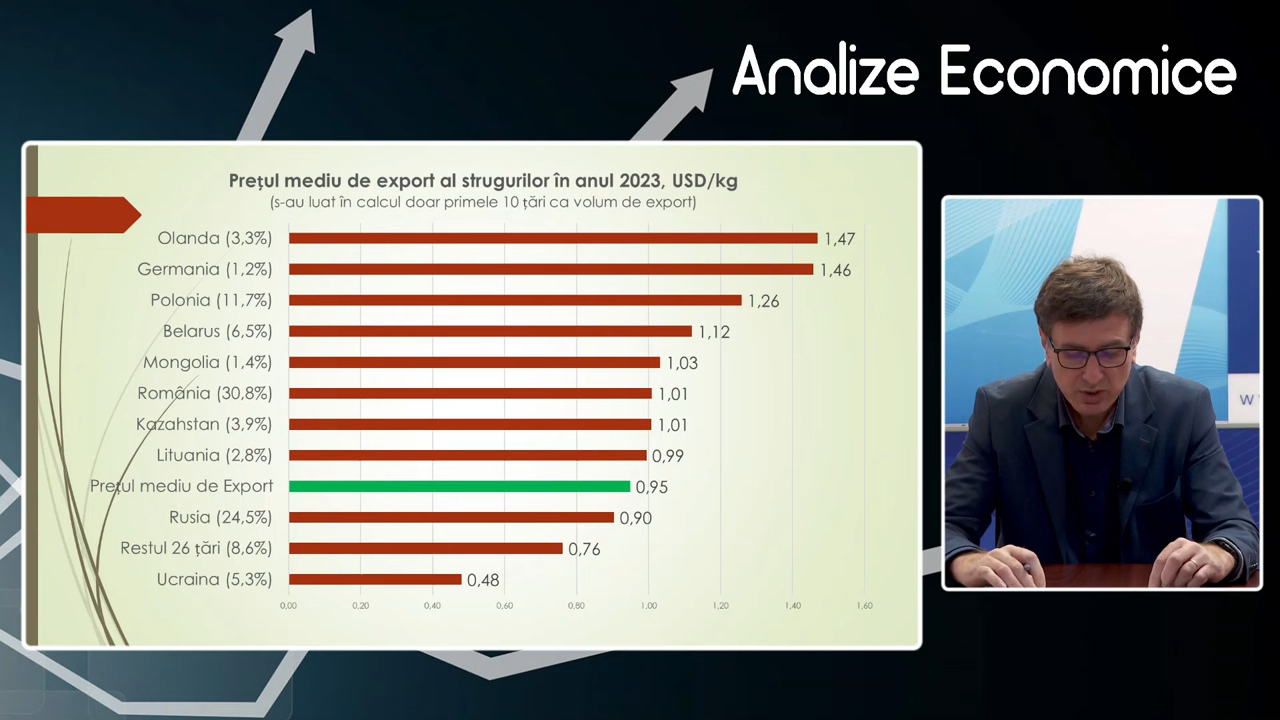 Analize Economice
Prețul mediu de export al strugurilor în anul 2023, USD/kg
(s-au luat în calcul doar primele 10 țări ca volum de export)
Olanda (3,3%) 1,47
Germania (1,2%) 1,46
Polonia (11,7%) 1,26
Belarus (6,5%) 1,12
Mongolia (1,4%) 1,03
România (30,8%) 1,01
Kazahstan (3,9%) 1,01
Lituania (2,8%) 0,99
Prețul mediu de Export 0,95
Rusia (24,5%) 0,90
Restul 26 țări (8,6%) 0,76
Ucraina (5,3%) 0,48
0,00 0,20 0,40 0,60 0,80 1,00 1,20 1,40 1,60
W